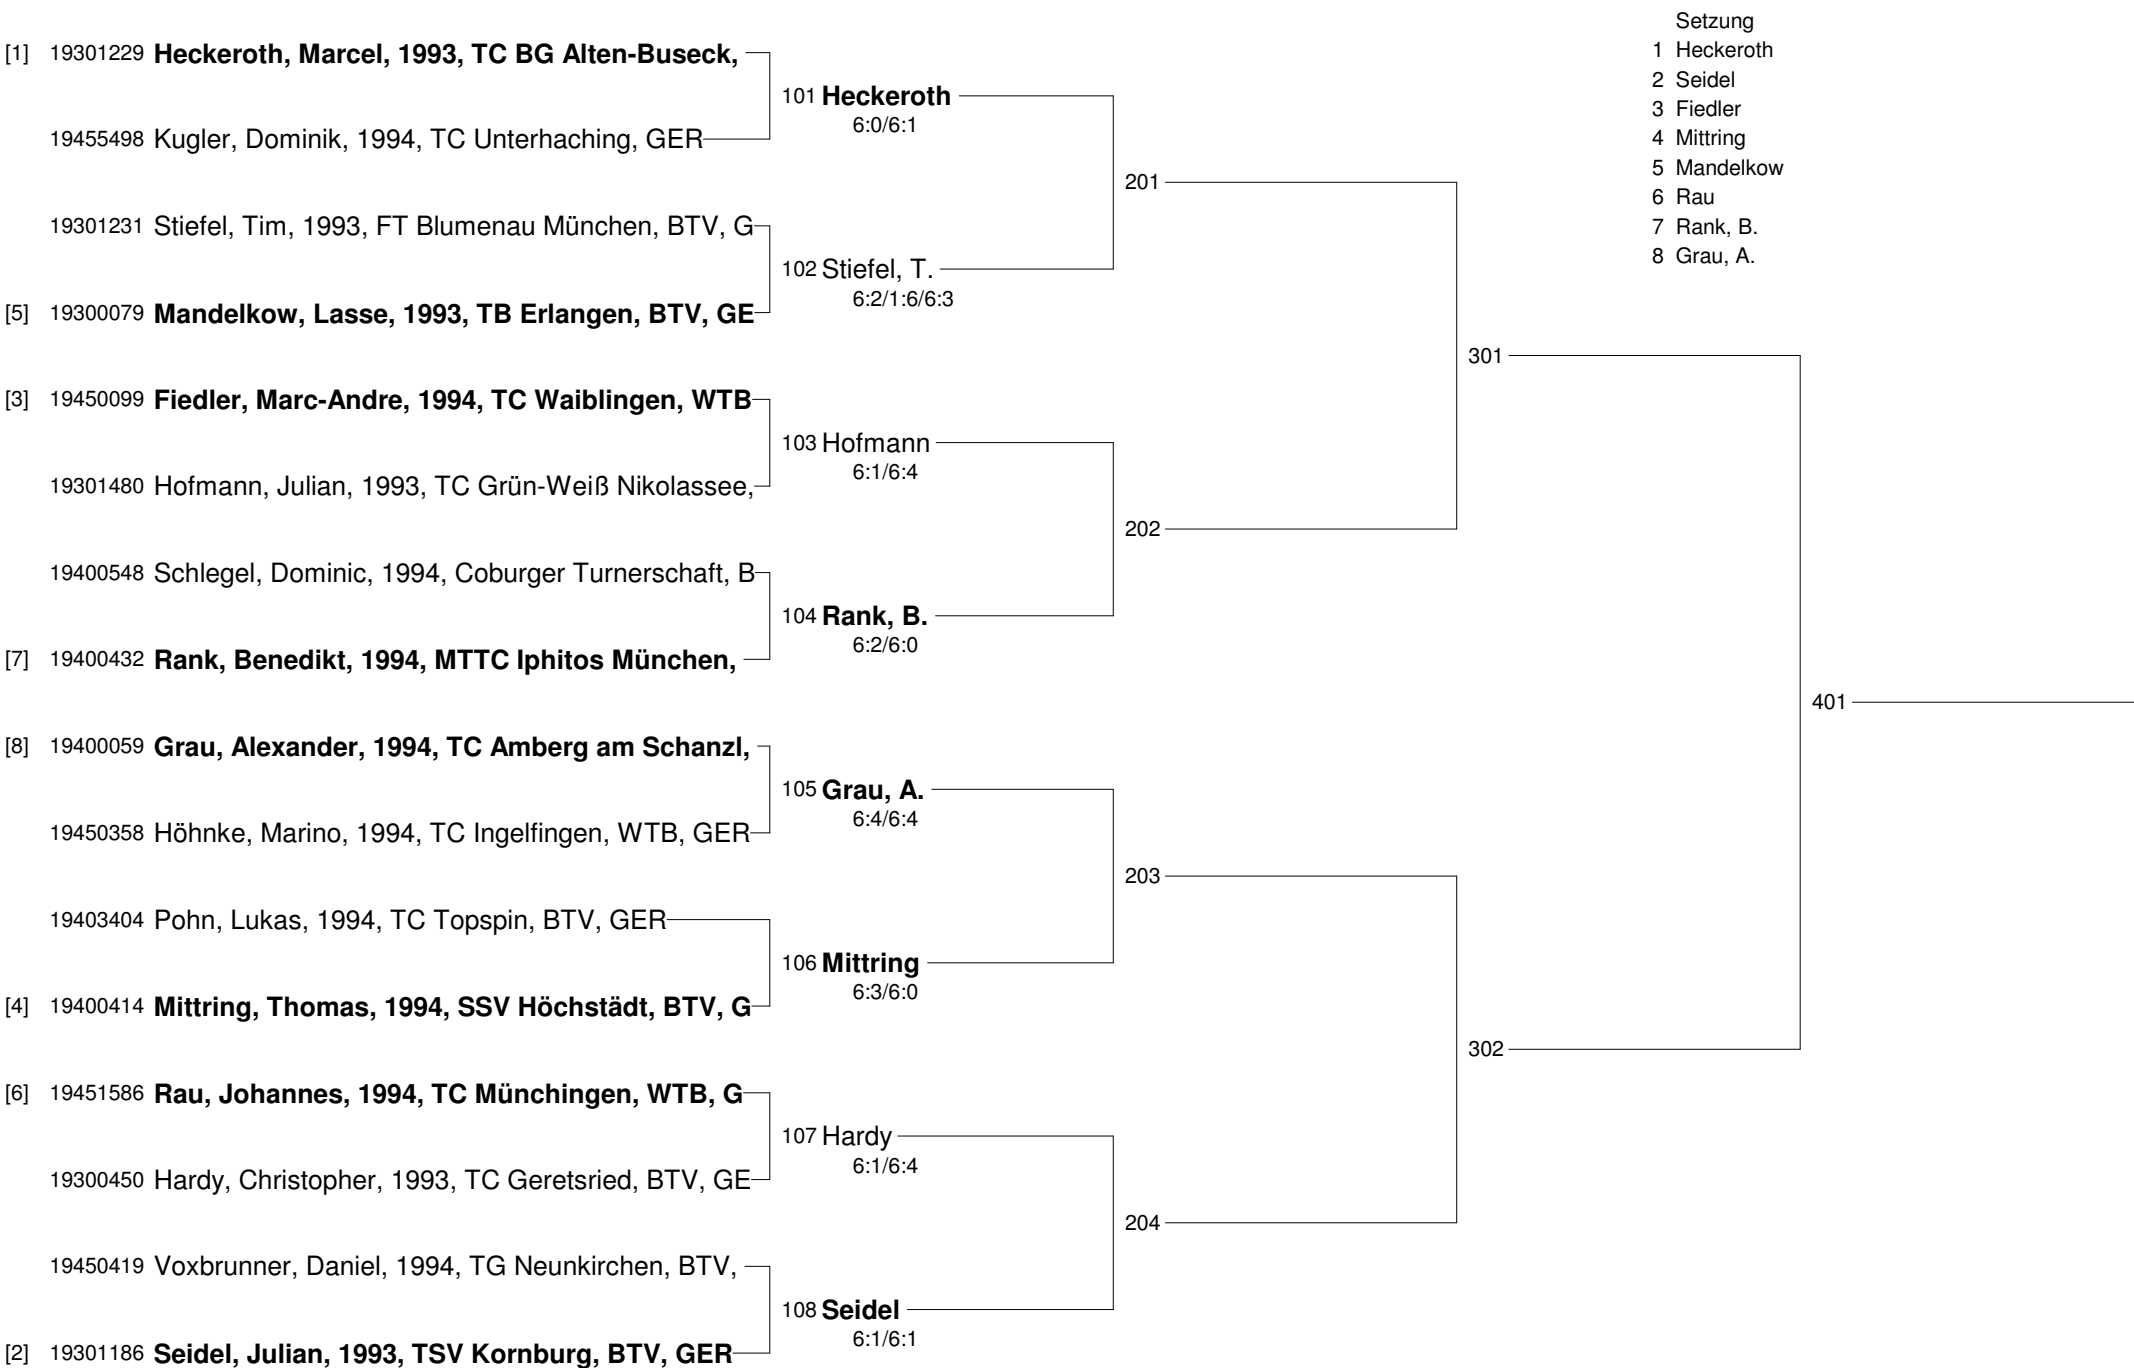 Setzung
1 Heckeroth
2 Seidel
3 Fiedler
4 Mittring
5 Mandelkow
6 Rau
7 Rank, B.
8 Grau, A.
[1] 19301229 Heckeroth, Marcel, 1993, TC BG Alten-Buseck,
101 Heckeroth
6:0/6:1
19455498 Kugler, Dominik, 1994, TC Unterhaching, GER
201
19301231 Stiefel, Tim, 1993, FT Blumenau München, BTV, G
102 Stiefel, T.
6:2/1:6/6:3
[5] 19300079 Mandelkow, Lasse, 1993, TB Erlangen, BTV, GE
301
[3] 19450099 Fiedler, Marc-Andre, 1994, TC Waiblingen, WTB
103 Hofmann
6:1/6:4
19301480 Hofmann, Julian, 1993, TC Grün-Weiß Nikolassee,
202
19400548 Schlegel, Dominic, 1994, Coburger Turnerschaft, B
104 Rank, B.
6:2/6:0
[7] 19400432 Rank, Benedikt, 1994, MTTC Iphitos München,
401
[8] 19400059 Grau, Alexander, 1994, TC Amberg am Schanzl,
105 Grau, A.
6:4/6:4
19450358 Höhnke, Marino, 1994, TC Ingelfingen, WTB, GER
203
19403404 Pohn, Lukas, 1994, TC Topspin, BTV, GER
106 Mittring
6:3/6:0
[4] 19400414 Mittring, Thomas, 1994, SSV Höchstädt, BTV, G
302
[6] 19451586 Rau, Johannes, 1994, TC Münchingen, WTB, G
107 Hardy
6:1/6:4
19300450 Hardy, Christopher, 1993, TC Geretsried, BTV, GE
204
19450419 Voxbrunner, Daniel, 1994, TG Neunkirchen, BTV,
108 Seidel
6:1/6:1
[2] 19301186 Seidel, Julian, 1993, TSV Kornburg, BTV, GER